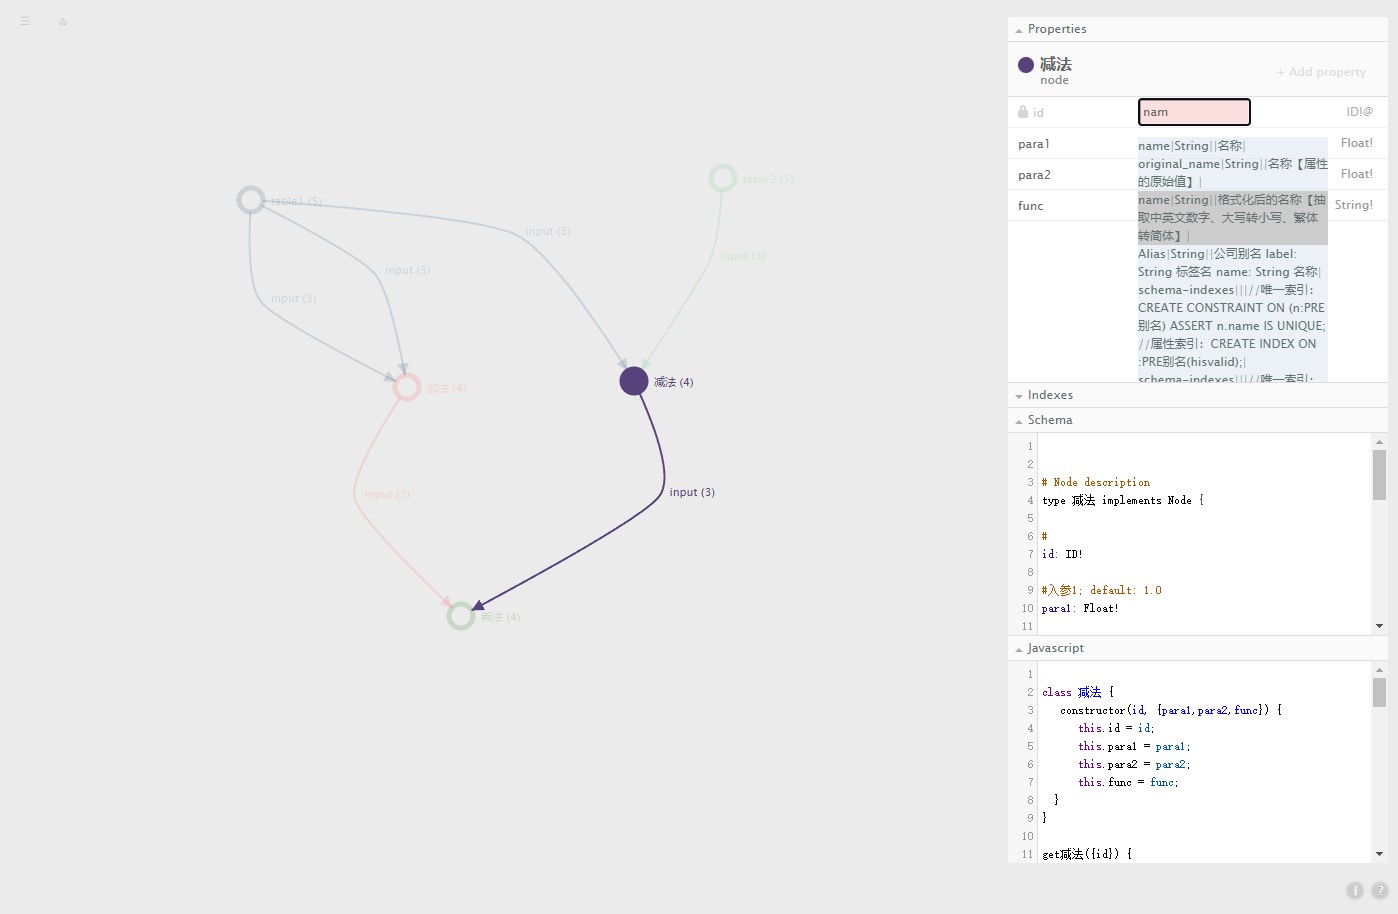 table1 (5)
table2 (5)
input (3)
input (3)
input (3)
input (3)
减法 (4)
加法 (4)
input (3)
input (3)
减法 (4)
Properties
减法
node
+ Add property
id
nam
ID!@
para1
Float!
para2
Float!
func
String!
name|String||名称|
original_name|String||名称【属性
的原始值】|
name|String||格式化后的名称【抽
取中英文数字、大写转小写、繁体
转简体】|
Alias|String||公司别名 label:
String 标签名 name: String 名称|
schema-indexes|||//唯一索引:
CREATE CONSTRAINT ON (n:PRE
别名) ASSERT n.name IS UNIQUE;
//属性索引: CREATE INDEX ON
:PRE别名(hisvalid);|
schema-indexes|||//唯一索引:
Indexes
Schema
1
2
3 # Node description
4 type 减法 implements Node {
5
6 #
7 id: ID!
8
9 #入参1; default: 1.0
10 para1: Float!
11
Javascript
1
2 class 减法 {
3 constructor(id, {para1,para2,func}) {
4 this.id = id;
5 this.para1 = para1;
6 this.para2 = para2;
7 this.func = func;
8 }
9 }
10
11 get减法({id}) {
i ?